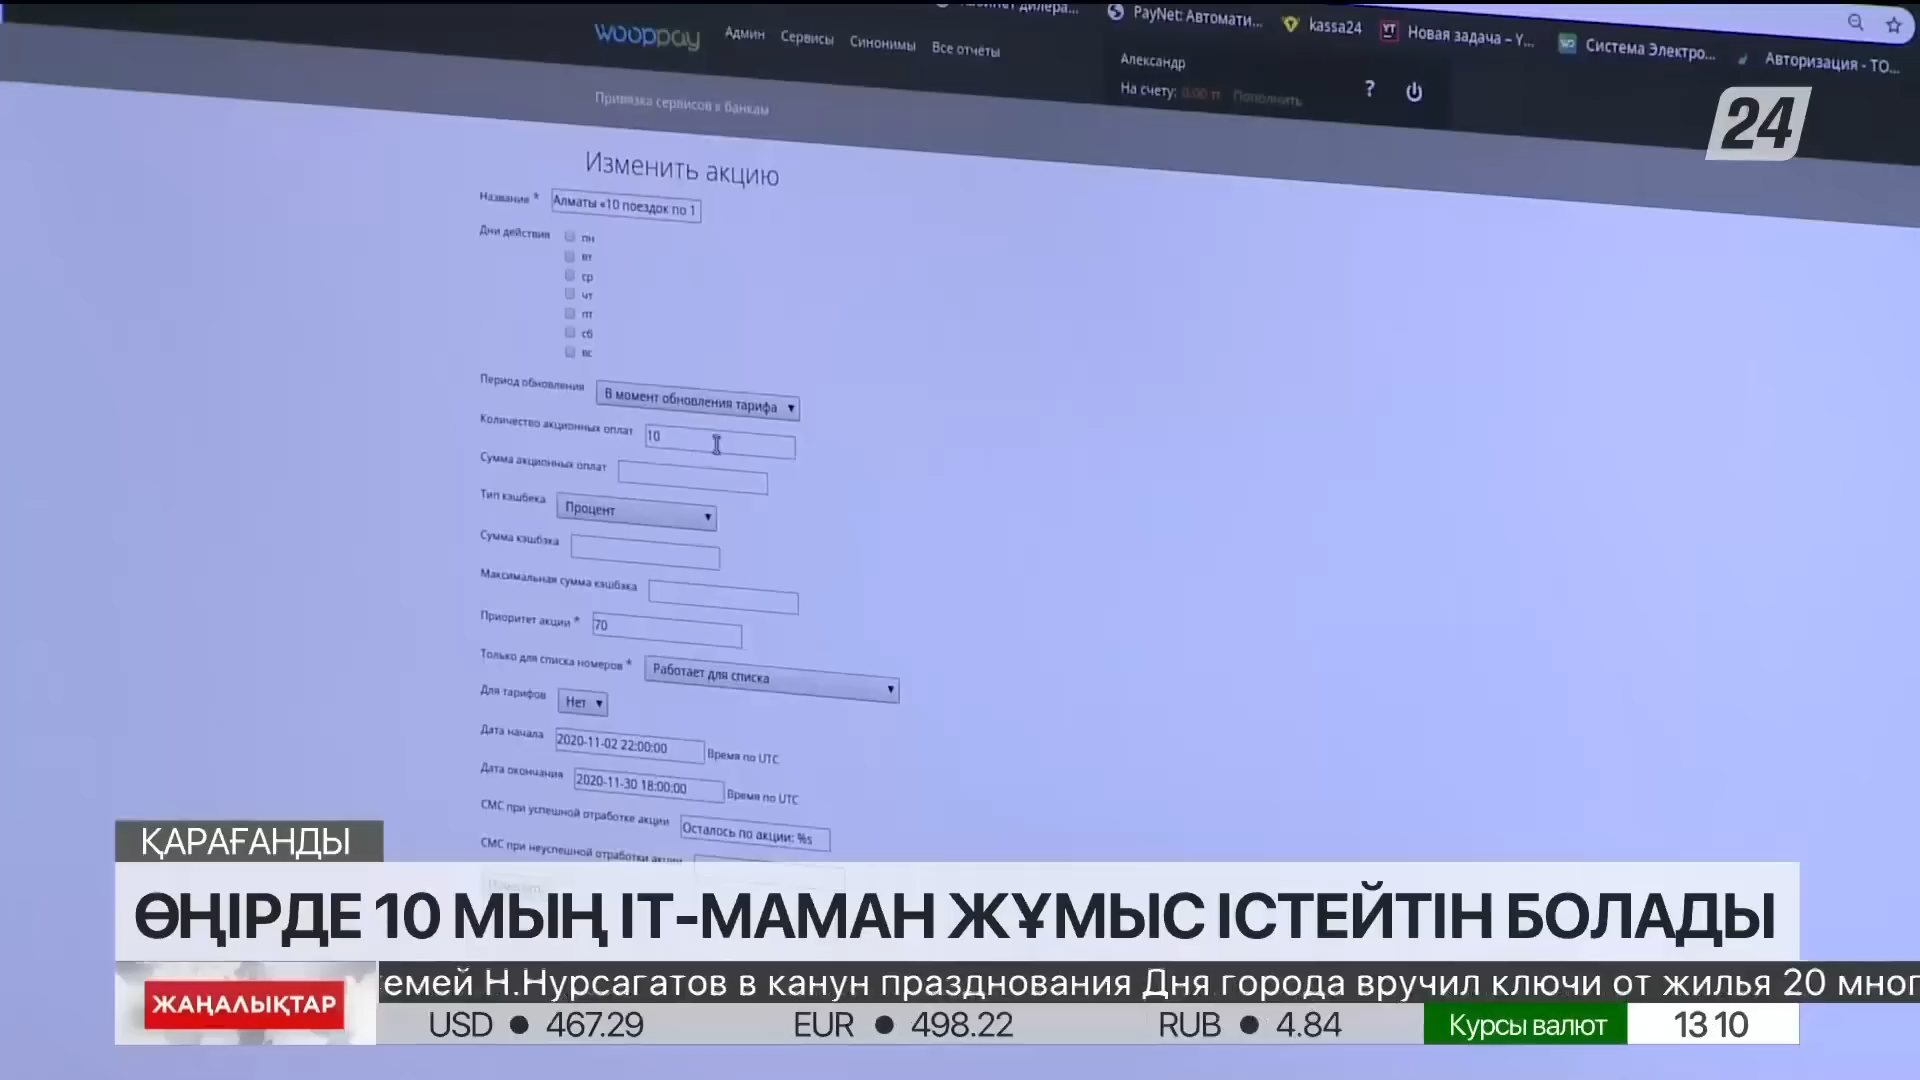 PayNet: Автомати...
kassa24
Новая задача – Y...
Система Электро...
Авторизация - ТО...
wooppay
Админ
Сервисы
Синонимы
Все отчёты
Александр
На счету: 0.00 тг Пополнить
?
Привязка сервисов к банкам
24
Изменить акцию
Название * Алматы «10 поездок по 1
Дни действия
пн
вт
ср
чт
пт
сб
вс
Период обновления В момент обновления тарифа
Количество акционных оплат 10
Сумма акционных оплат
Тип кэшбека Процент
Сумма кэшбэка
Максимальная сумма кэшбэка
Приоритет акции * 70
Только для списка номеров * Работает для списка
Для тарифов Нет
Дата начала 2020-11-02 22:00:00 Время по UTC
Дата окончания 2020-11-30 18:00:00 Время по UTC
СМС при успешной отработке акции Осталось по акции: %s
СМС при неуспешной отработки акции
ҚАРАҒАНДЫ
ӨҢІРДЕ 10 МЫҢ IT-МАМАН ЖҰМЫС ІСТЕЙТІН БОЛАДЫ
ЖАҢАЛЫҚТАР
емей Н.Нурсагатов в канун празднования Дня города вручил ключи от жилья 20 мног
USD ● 467.29 EUR ● 498.22 RUB ● 4.84 Курсы валют 13 10